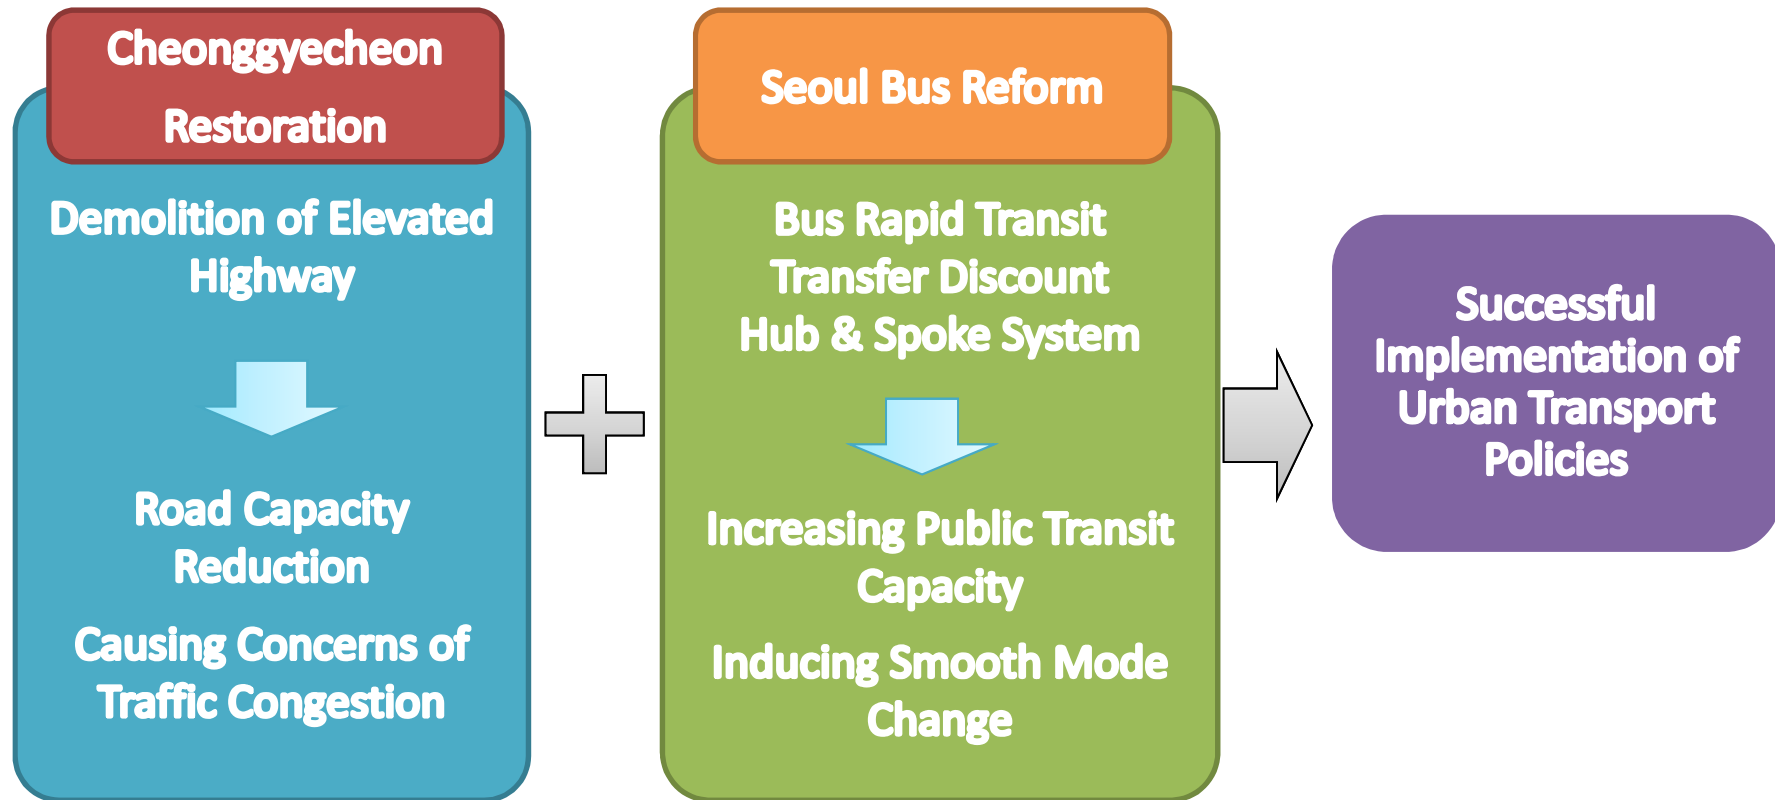 Cheonggyecheon
Restoration
Demolition of Elevated
Highway
Road Capacity
Reduction
Causing Concerns of
Traffic Congestion
Seoul Bus Reform
Bus Rapid Transit
Transfer Discount
Hub & Spoke System
Increasing Public Transit
Capacity
Inducing Smooth Mode
Change
Successful
Implementation of
Urban Transport
Policies